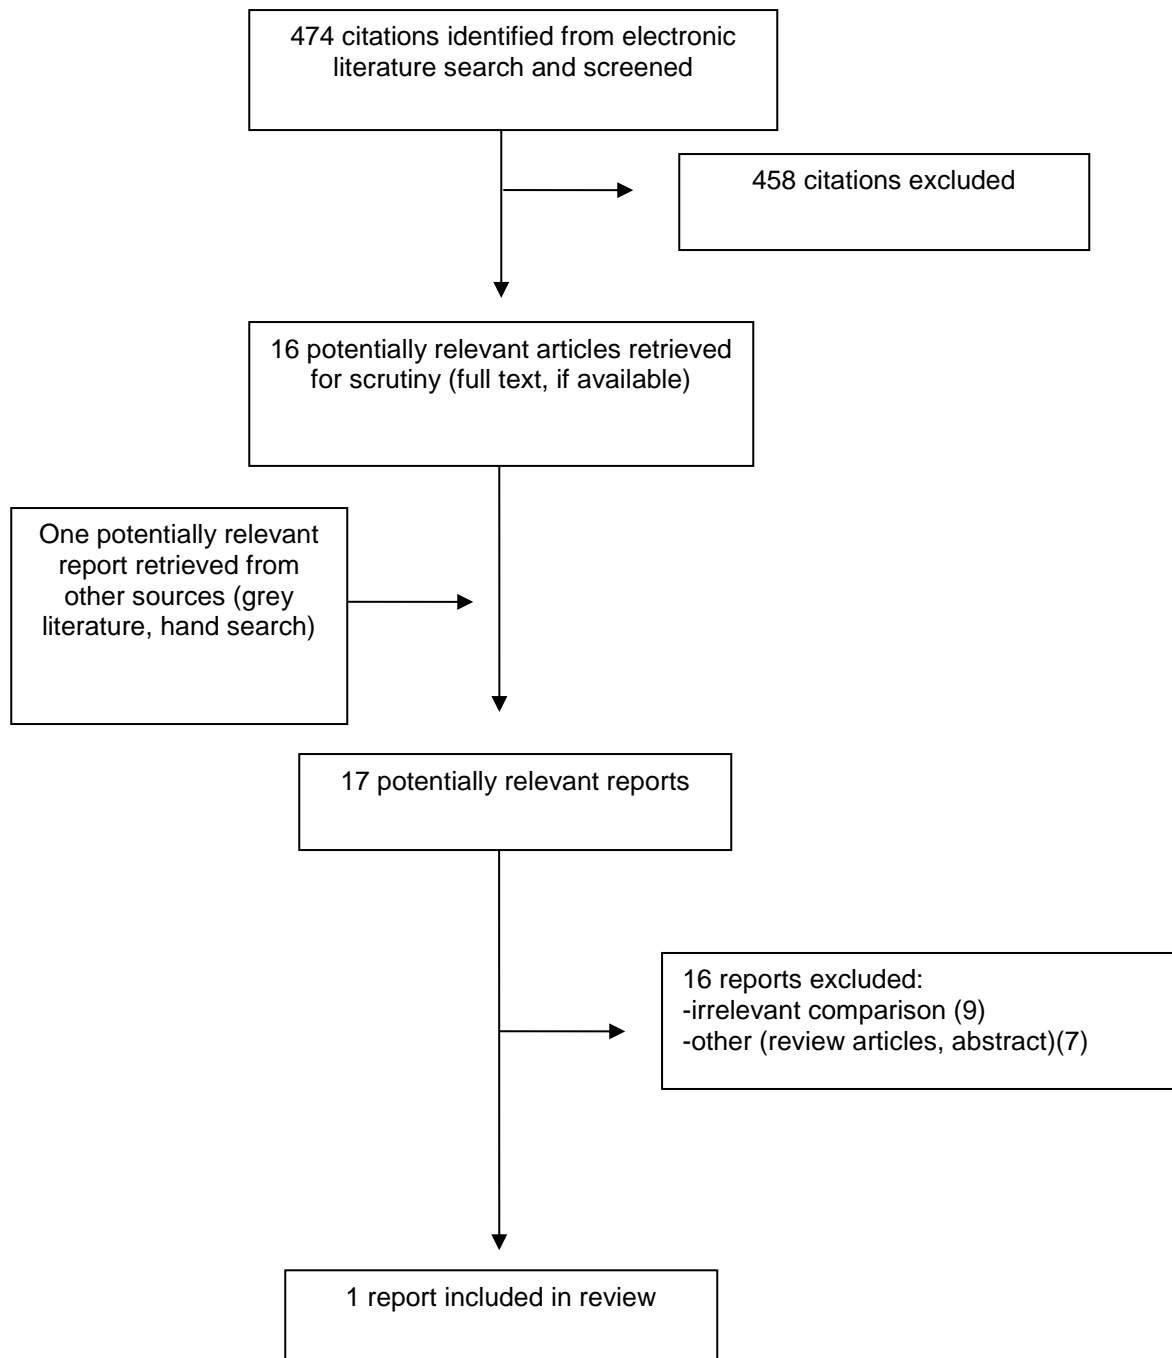 474 citations identified from electronic
literature search and screened
458 citations excluded
16 potentially relevant articles retrieved
for scrutiny (full text, if available)
One potentially relevant
report retrieved from
other sources (grey
literature, hand search)
17 potentially relevant reports
16 reports excluded:
-irrelevant comparison (9)
-other (review articles, abstract)(7)
1 report included in review